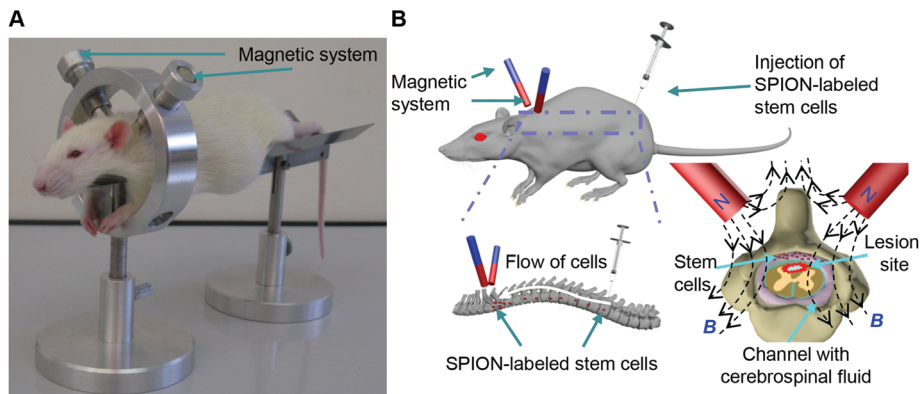 A
Magnetic system
B
Magnetic
system
Injection of
SPION-labeled
stem cells
Flow of cells
SPION-labeled stem cells
N
N
Stem
cells
Lesion
site
B
B
Channel with
cerebrospinal fluid